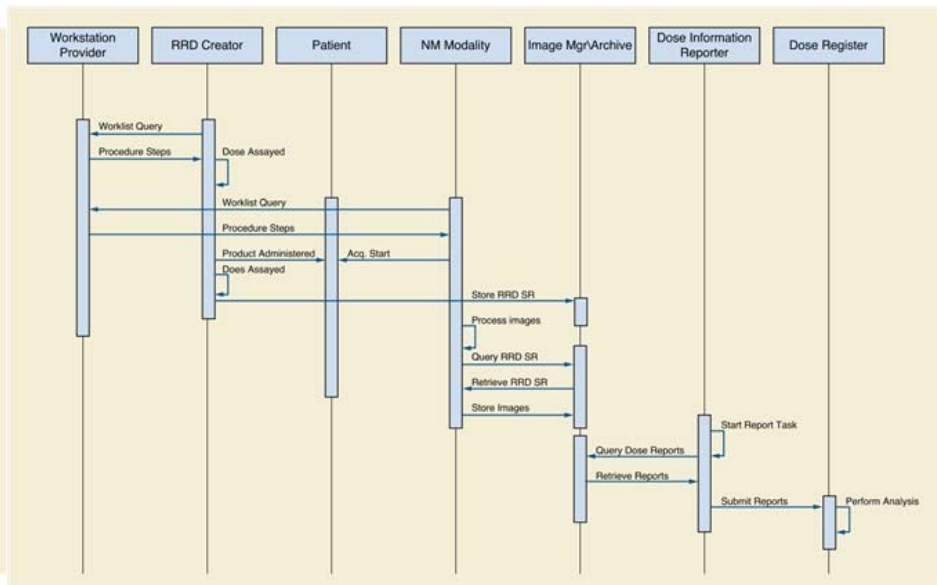 Workstation
Provider
RRD Creator
Patient
NM Modality
Image Mgr\Archive
Dose Information
Reporter
Dose Register
Worklist Query
Procedure Steps
Dose Assayed
Worklist Query
Procedure Steps
Product Administered
Acq. Start
Does Assayed
Store RRD SR
Process images
Query RRD SR
Retrieve RRD SR
Store Images
Start Report Task
Query Dose Reports
Retrieve Reports
Submit Reports
Perform Analysis